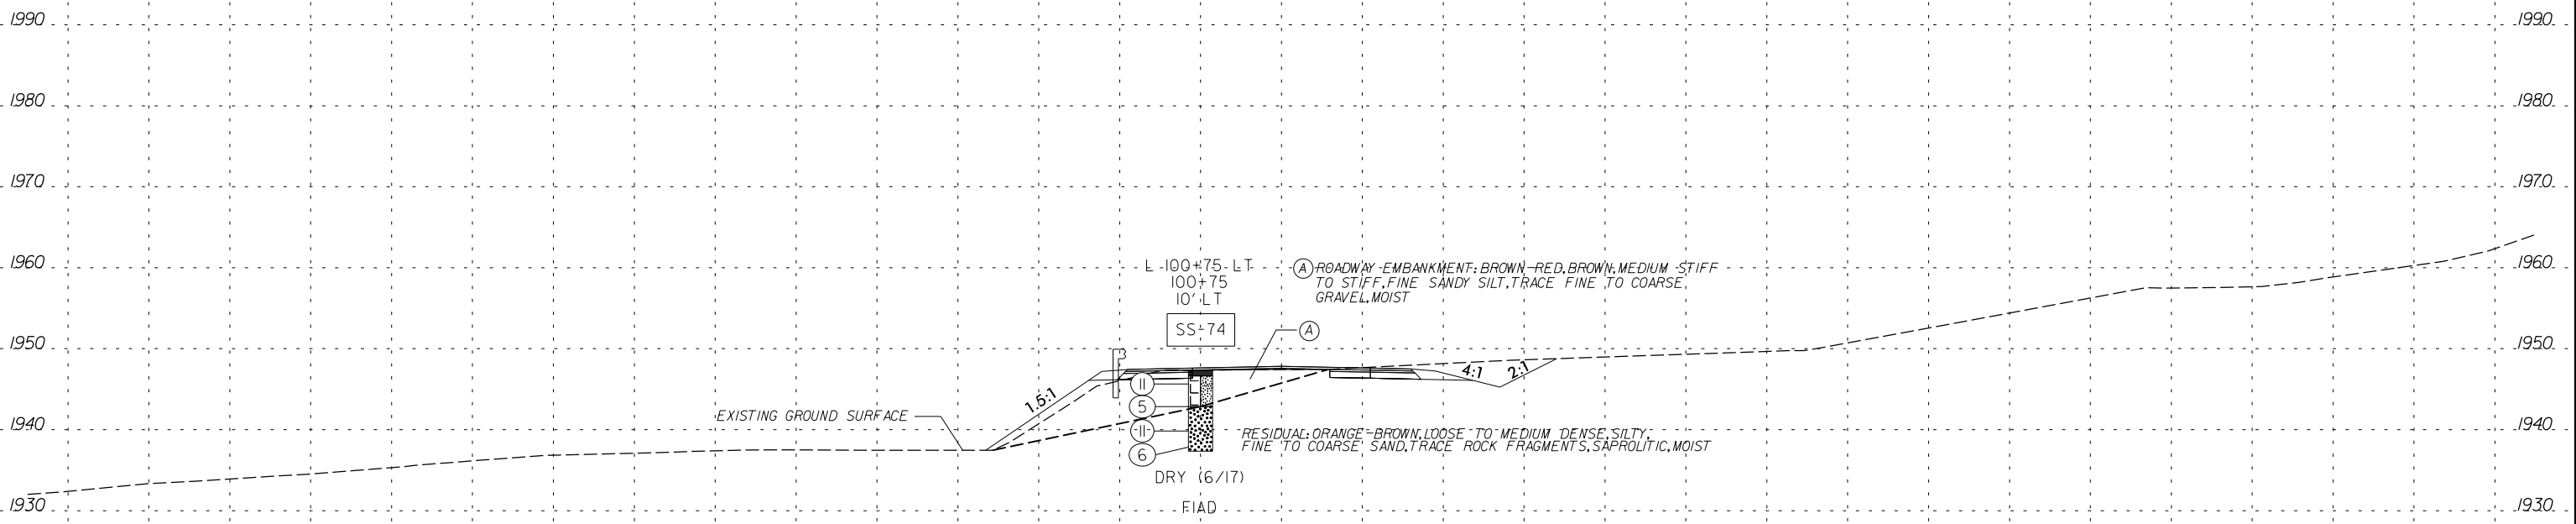 1990 1990
1980 1980
1970 1970
1960 1960
L 100+75 LT
100+75
10' LT
SS-74
A ROADWAY EMBANKMENT: BROWN-RED, BROWN, MEDIUM STIFF
TO STIFF, FINE SANDY SILT, TRACE FINE TO COARSE
GRAVEL, MOIST
A
1950 1950
3
4:1
2:1
1.5:1
11
5
11
6
EXISTING GROUND SURFACE
1940 1940
RESIDUAL: ORANGE-BROWN, LOOSE TO MEDIUM DENSE, SILTY,
FINE TO COARSE SAND, TRACE ROCK FRAGMENTS, SAPROLITIC, MOIST
DRY (6/17)
FIAD
1930 1930